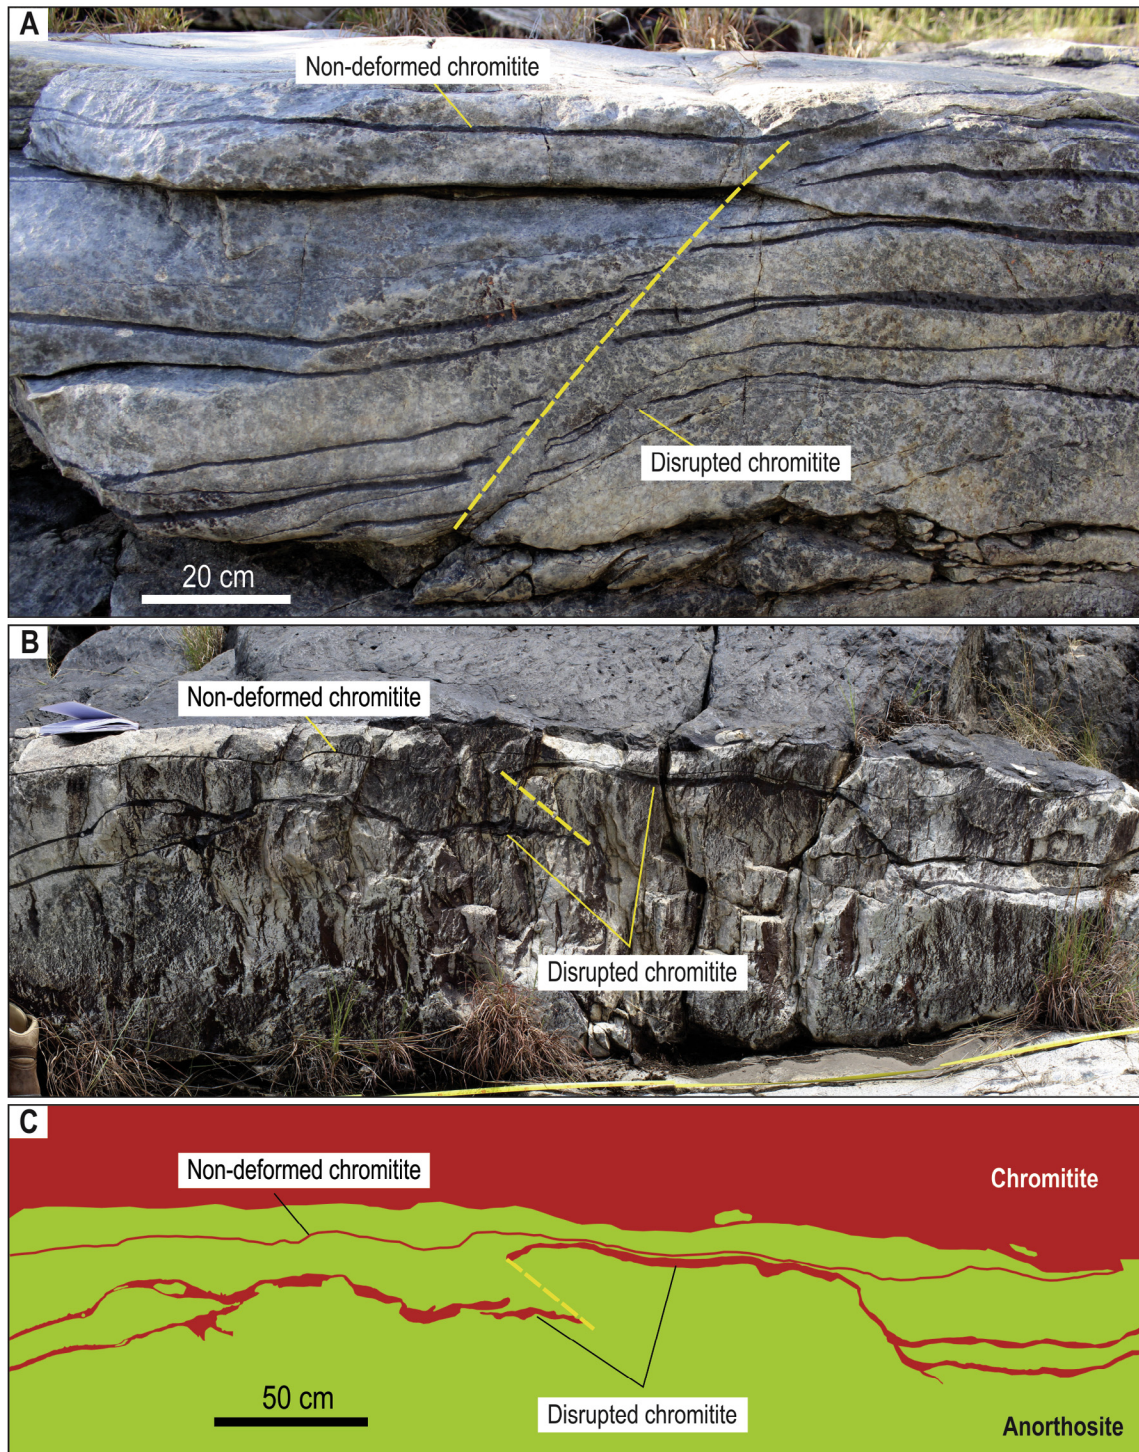 A
Non-deformed chromitite
Disrupted chromitite
20 cm
B
Non-deformed chromitite
Disrupted chromitite
C
Non-deformed chromitite
Chromitite
50 cm
Disrupted chromitite
Anorthosite